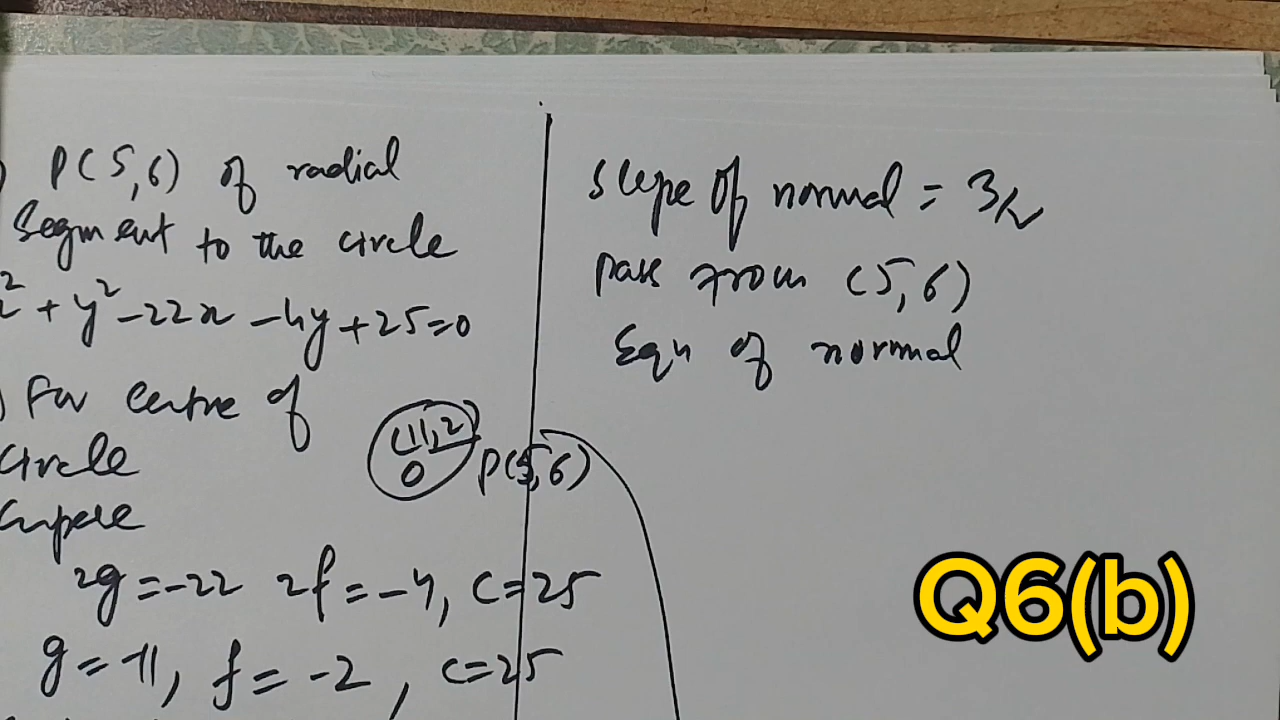 P(5,6) of radial
Segment to the circle
x² + y² - 22x - 4y + 25 = 0
For Centre of
circle
(11,2)
O
P(5,6)
2g = -22 2f = -4, c = 25
g = -11, f = -2, c = 25
slope of normal = 3/2
pass from (5,6)
Eqn of normal
Q6(b)